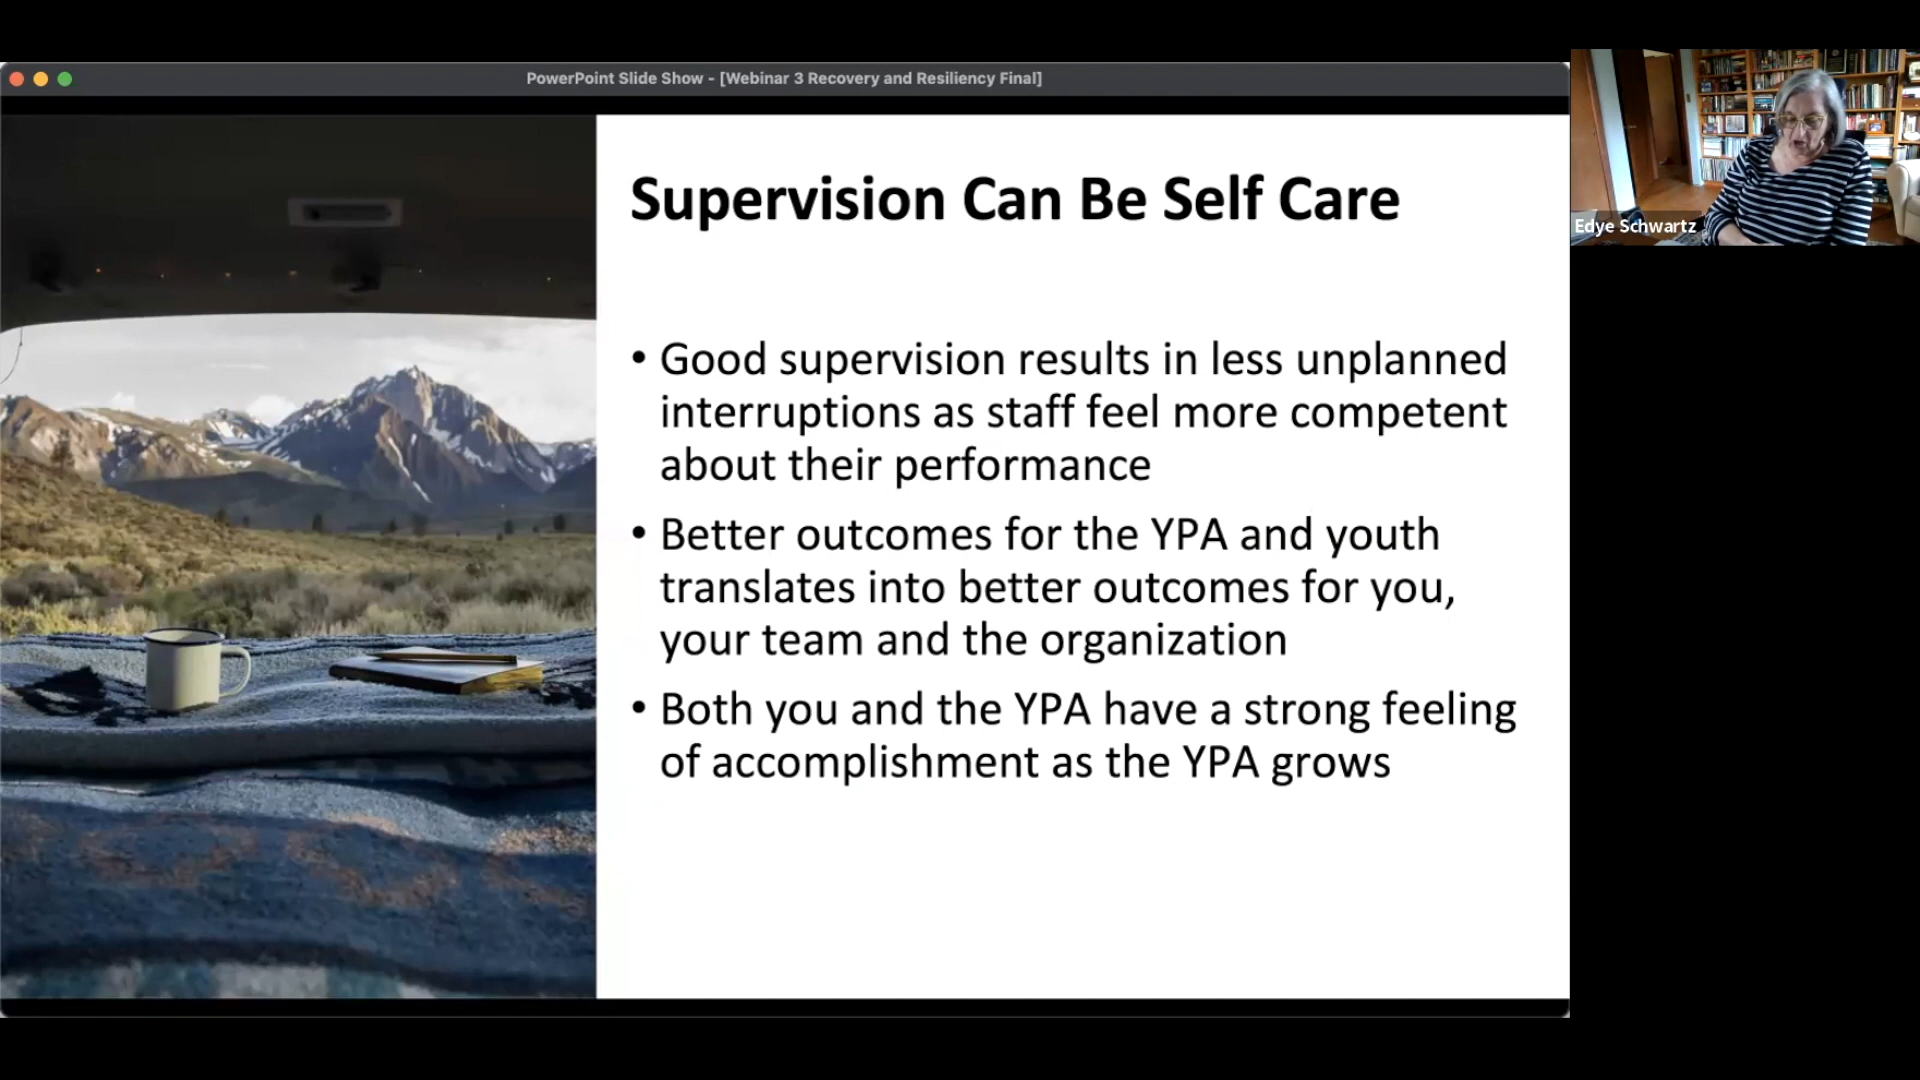 PowerPoint Slide Show - [Webinar 3 Recovery and Resiliency Final]
Supervision Can Be Self Care
• Good supervision results in less unplanned
interruptions as staff feel more competent
about their performance
• Better outcomes for the YPA and youth
translates into better outcomes for you,
your team and the organization
• Both you and the YPA have a strong feeling
of accomplishment as the YPA grows
Edye Schwartz